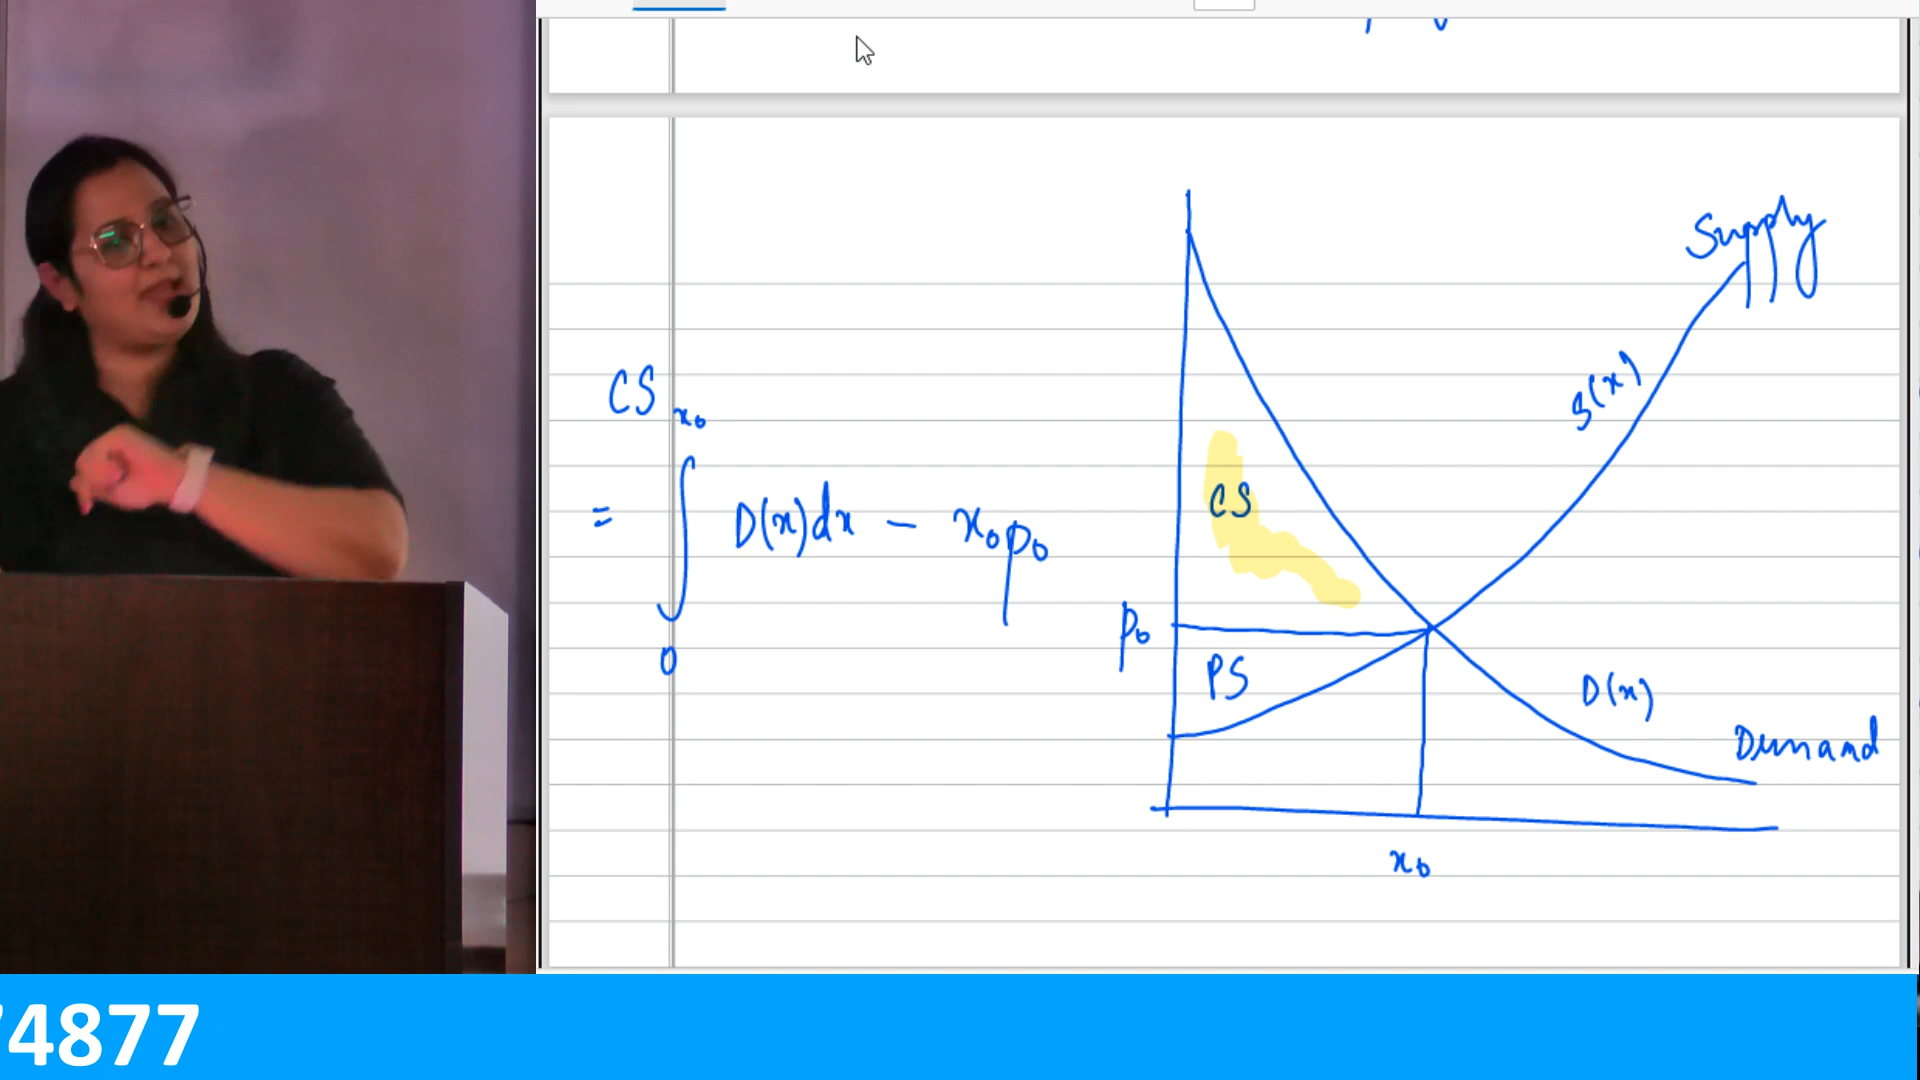 Supply
S(x)
CS
x₀
CS
= ∫ D(x)dx − x₀p₀
0
p₀
PS
D(x)
Demand
x₀
4877